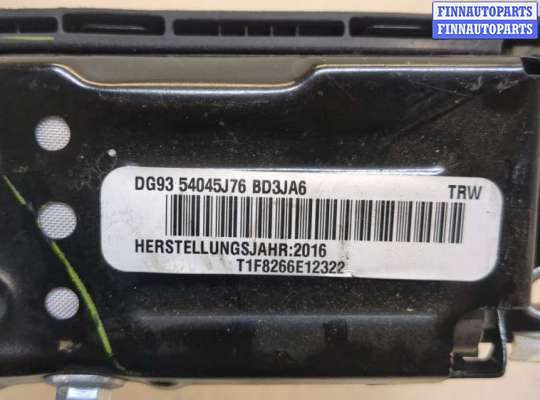 FINNAUTOPARTS
FINNAUTOPARTS
DG93 54045J76 BD3JA6
TRW
HERSTELLUNGSJAHR:2016
T1F8266E12322